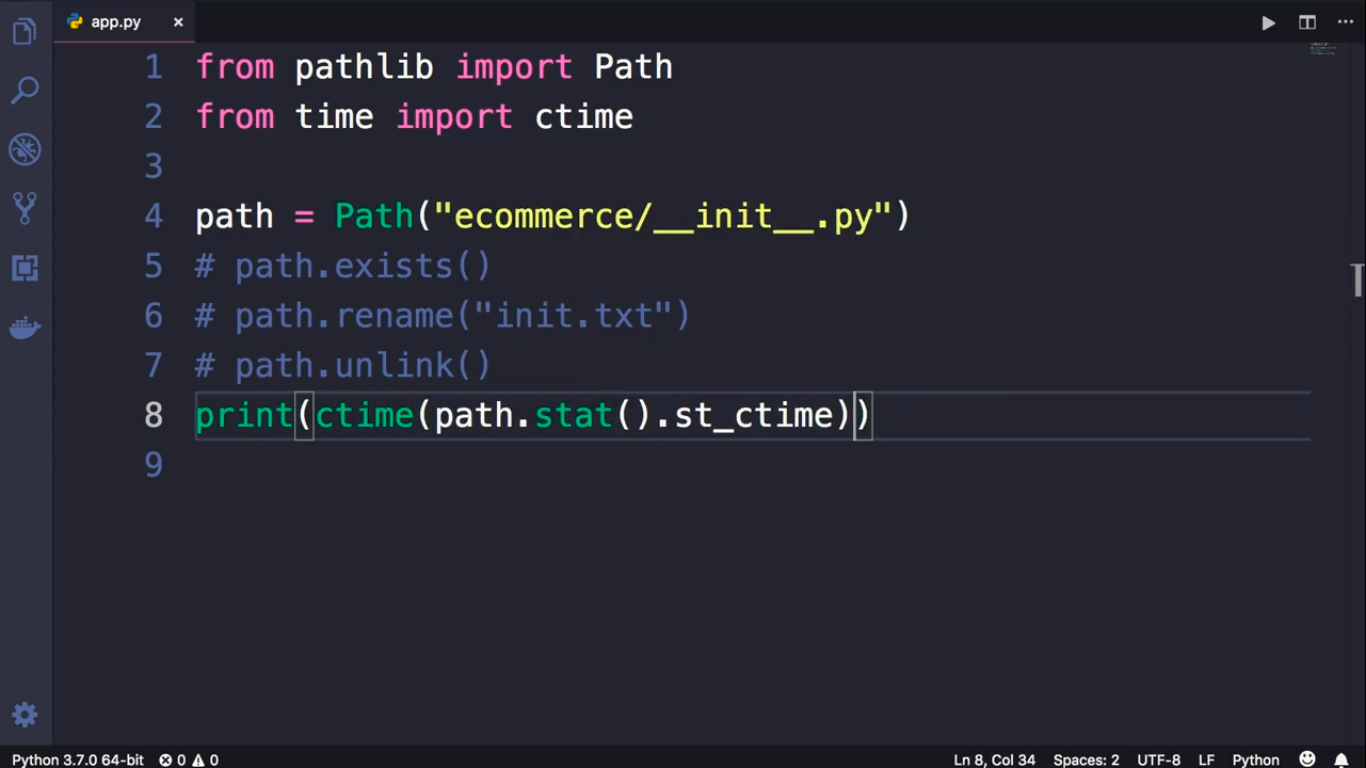 app.py
1 from pathlib import Path
2 from time import ctime
3
4 path = Path("ecommerce/__init__.py")
5 # path.exists()
6 # path.rename("init.txt")
7 # path.unlink()
8 print(ctime(path.stat().st_ctime))
9
Python 3.7.0 64-bit 0 0 Ln 8, Col 34 Spaces: 2 UTF-8 LF Python